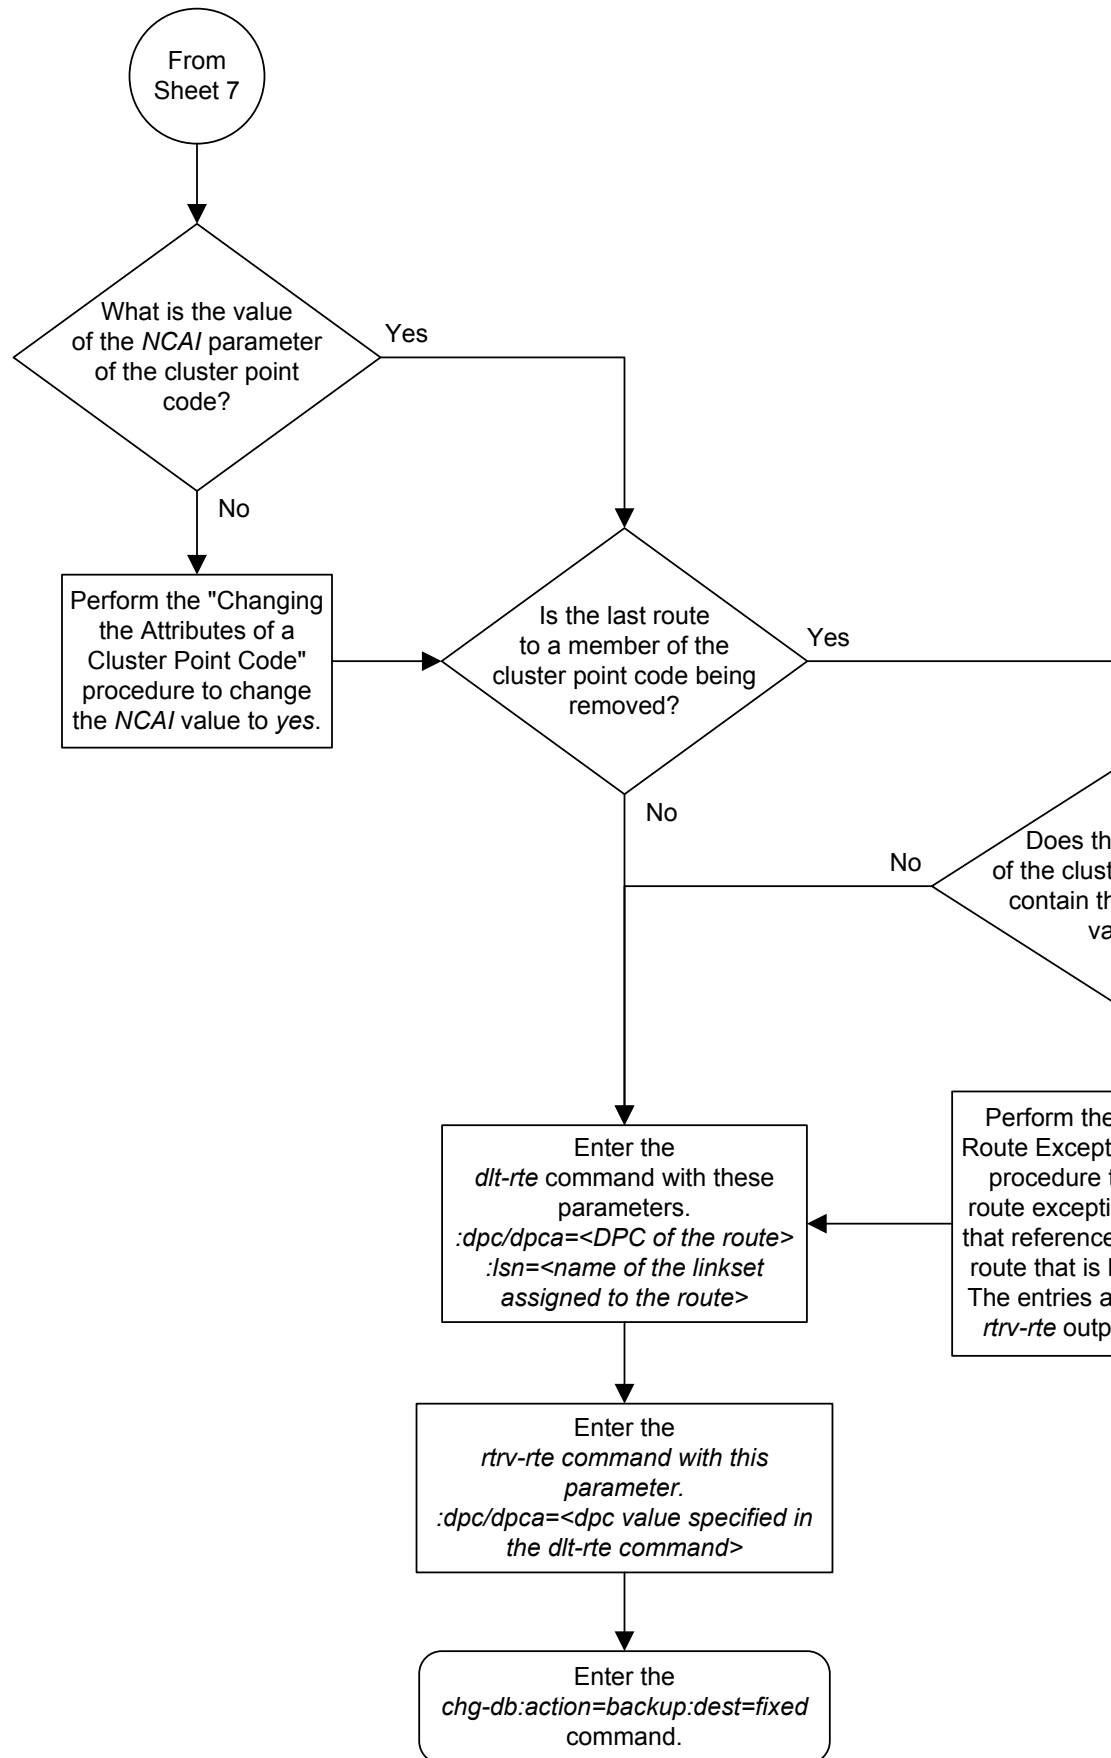 From
Sheet 7
What is the value
of the NCAI parameter
of the cluster point
code?
Yes
No
Perform the "Changing
the Attributes of a
Cluster Point Code"
procedure to change
the NCAI value to yes.
Is the last route
to a member of the
cluster point code being
removed?
Yes
No
No
Does th
of the clust
contain th
va
Enter the
dlt-rte command with these
parameters.
:dpc/dpca=<DPC of the route>
:lsn=<name of the linkset
assigned to the route>
Perform the
Route Except
procedure t
route excepti
that reference
route that is
The entries a
rtrv-rte outp
Enter the
rtrv-rte command with this
parameter.
:dpc/dpca=<dpc value specified in
the dlt-rte command>
Enter the
chg-db:action=backup:dest=fixed
command.